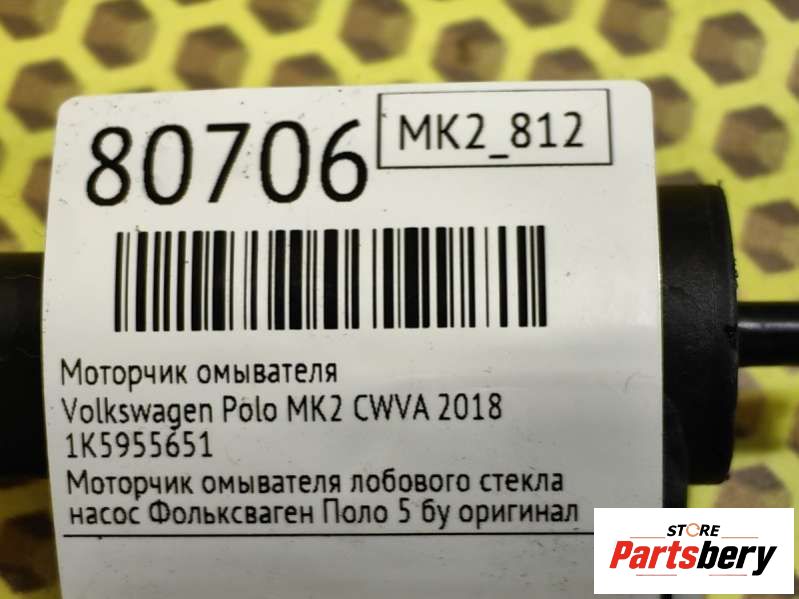 80706
MK2_812
Моторчик омывателя
Volkswagen Polo MK2 CWVA 2018
1K5955651
Моторчик омывателя лобового стекла
насос Фольксваген Поло 5 бу оригинал
STORE
Partsbery